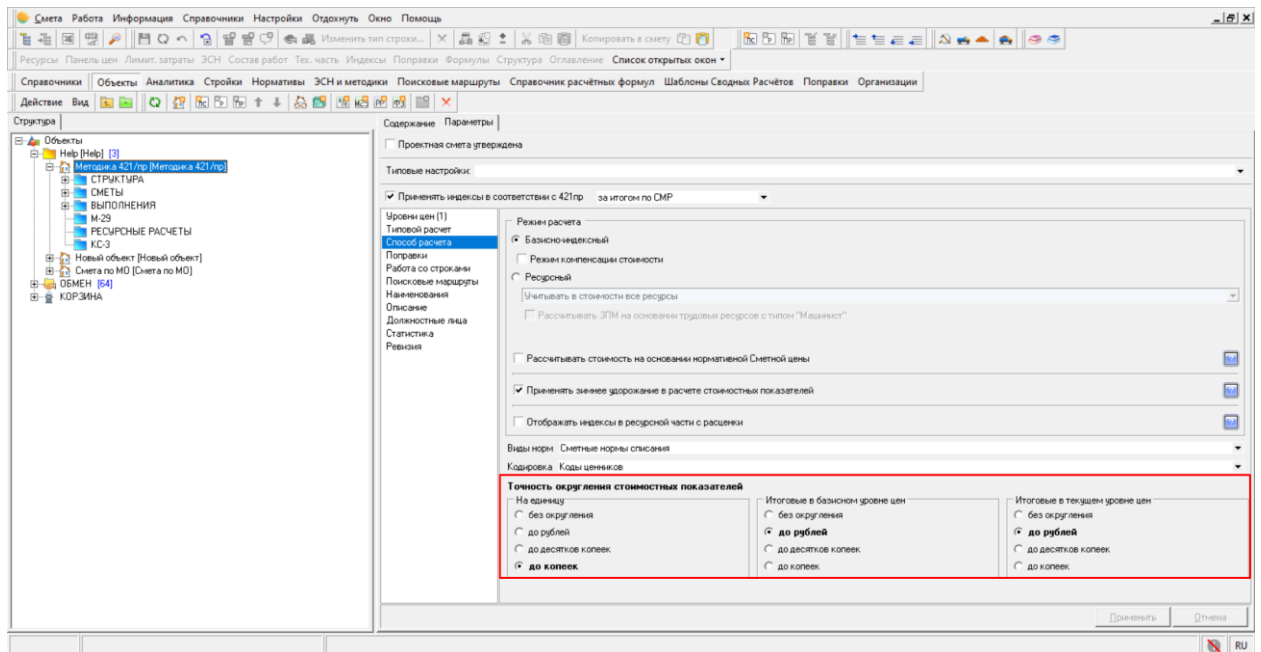 Смета Работа Информация Справочники Настройки Отдохнуть Окно Помощь
Изменить тип строки... Копировать в смету
Ресурсы Панель цен Лимит. затраты ЭСН Состав работ Тех. часть Индексы Поправки Формулы Структура Оглавление Список открытых окон
Справочники Объекты Аналитика Стройки Нормативы ЭСН и методики Поисковые маршруты Справочник расчётных формул Шаблоны Сводных Расчётов Поправки Организации
Действие Вид
Структура
Объекты
Help [Help] [3]
Методика 421/пр [Методика 421/пр]
СТРУКТУРА
СМЕТЫ
ВЫПОЛНЕНИЯ
М-29
РЕСУРСНЫЕ РАСЧЕТЫ
КС-3
Новый объект [Новый объект]
Смета по МО [Смета по МО]
ОБМЕН [64]
КОРЗИНА
Содержание Параметры
Проектная смета утверждена
Типовые настройки:
Применять индексы в соответствии с 421пр за итогом по СМР
Уровни цен (1)
Типовой расчет
Способ расчета
Поправки
Работа со строками
Поисковые маршруты
Наименования
Описание
Должностные лица
Статистика
Ревизия
Режим расчета
Базисно-индексный
Режим компенсации стоимости
Ресурсный
Учитывать в стоимости все ресурсы
Рассчитывать ЗПМ на основании трудовых ресурсов с типом "Машинист"
Рассчитывать стоимость на основании нормативной Сметной цены
Применять зимнее удорожание в расчете стоимостных показателей
Отображать индексы в ресурсной части с расценки
Виды норм Сметные нормы списания
Кодировка Коды ценников
Точность округления стоимостных показателей
На единицу
без округления
до рублей
до десятков копеек
до копеек
Итоговые в базисном уровне цен
без округления
до рублей
до десятков копеек
до копеек
Итоговые в текущем уровне цен
без округления
до рублей
до десятков копеек
до копеек
Применить Отмена
RU